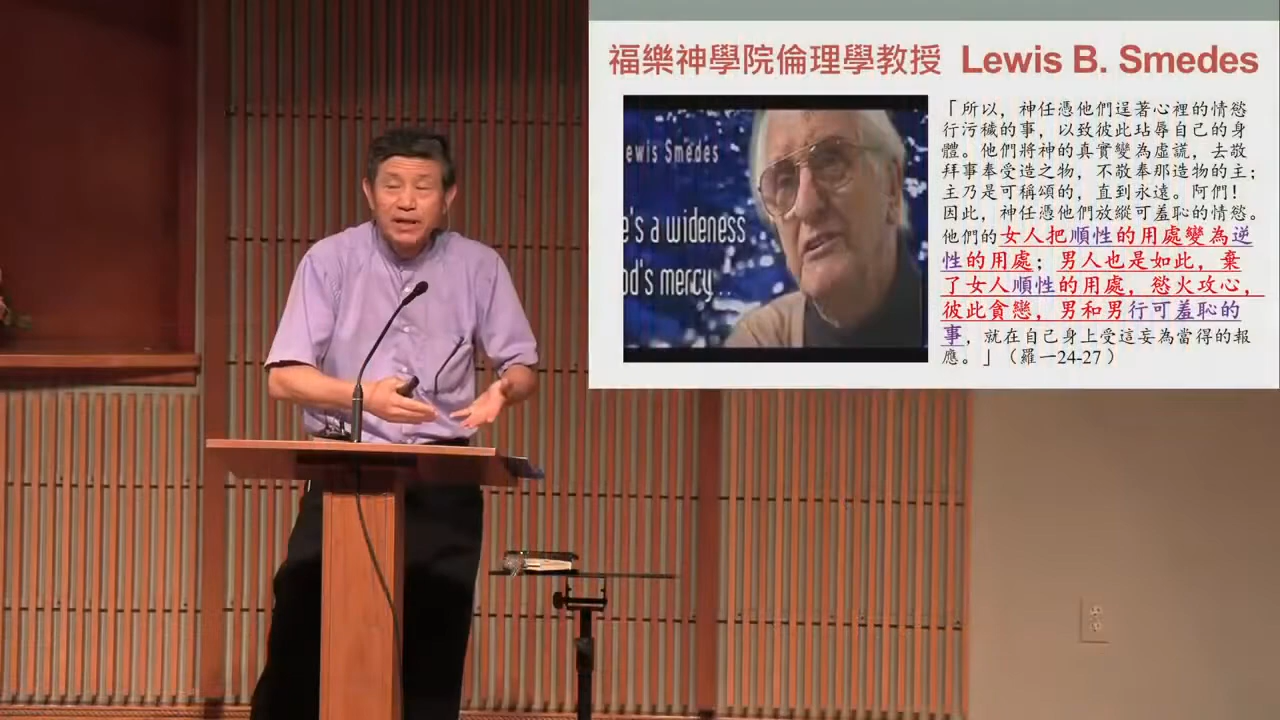 福樂神學院倫理學教授 Lewis B. Smedes
ewis Smedes
e's a wideness
od's mercy...
「所以，神任憑他們逞著心裡的情慾
行污穢的事，以致彼此玷辱自己的身
體。他們將神的真實變為虛謊，去敬
拜事奉受造之物，不敬奉那造物的主；
主乃是可稱頌的，直到永遠。阿們！
因此，神任憑他們放縱可羞恥的情慾。
他們的女人把順性的用處變為逆
性的用處；男人也是如此，棄
了女人順性的用處，慾火攻心，
彼此貪戀，男和男行可羞恥的
事，就在自己身上受這妄為當得的報
應。」（羅一24-27）